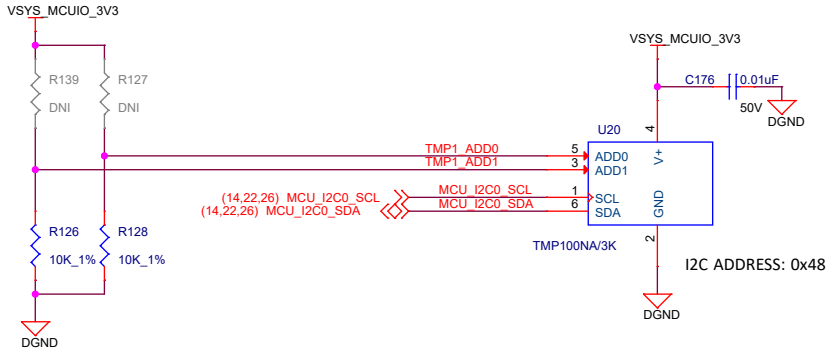 VSYS_MCUIO_3V3
VSYS_MCUIO_3V3
R139
DNI
R127
DNI
C176
0.01uF
50V
DGND
U20
4
V+
TMP1_ADD0
5
ADD0
TMP1_ADD1
3
ADD1
(14,22,26) MCU_I2C0_SCL
MCU_I2C0_SCL
1
SCL
(14,22,26) MCU_I2C0_SDA
MCU_I2C0_SDA
6
SDA
GND
2
R126
10K_1%
R128
10K_1%
TMP100NA/3K
I2C ADDRESS: 0x48
DGND
DGND